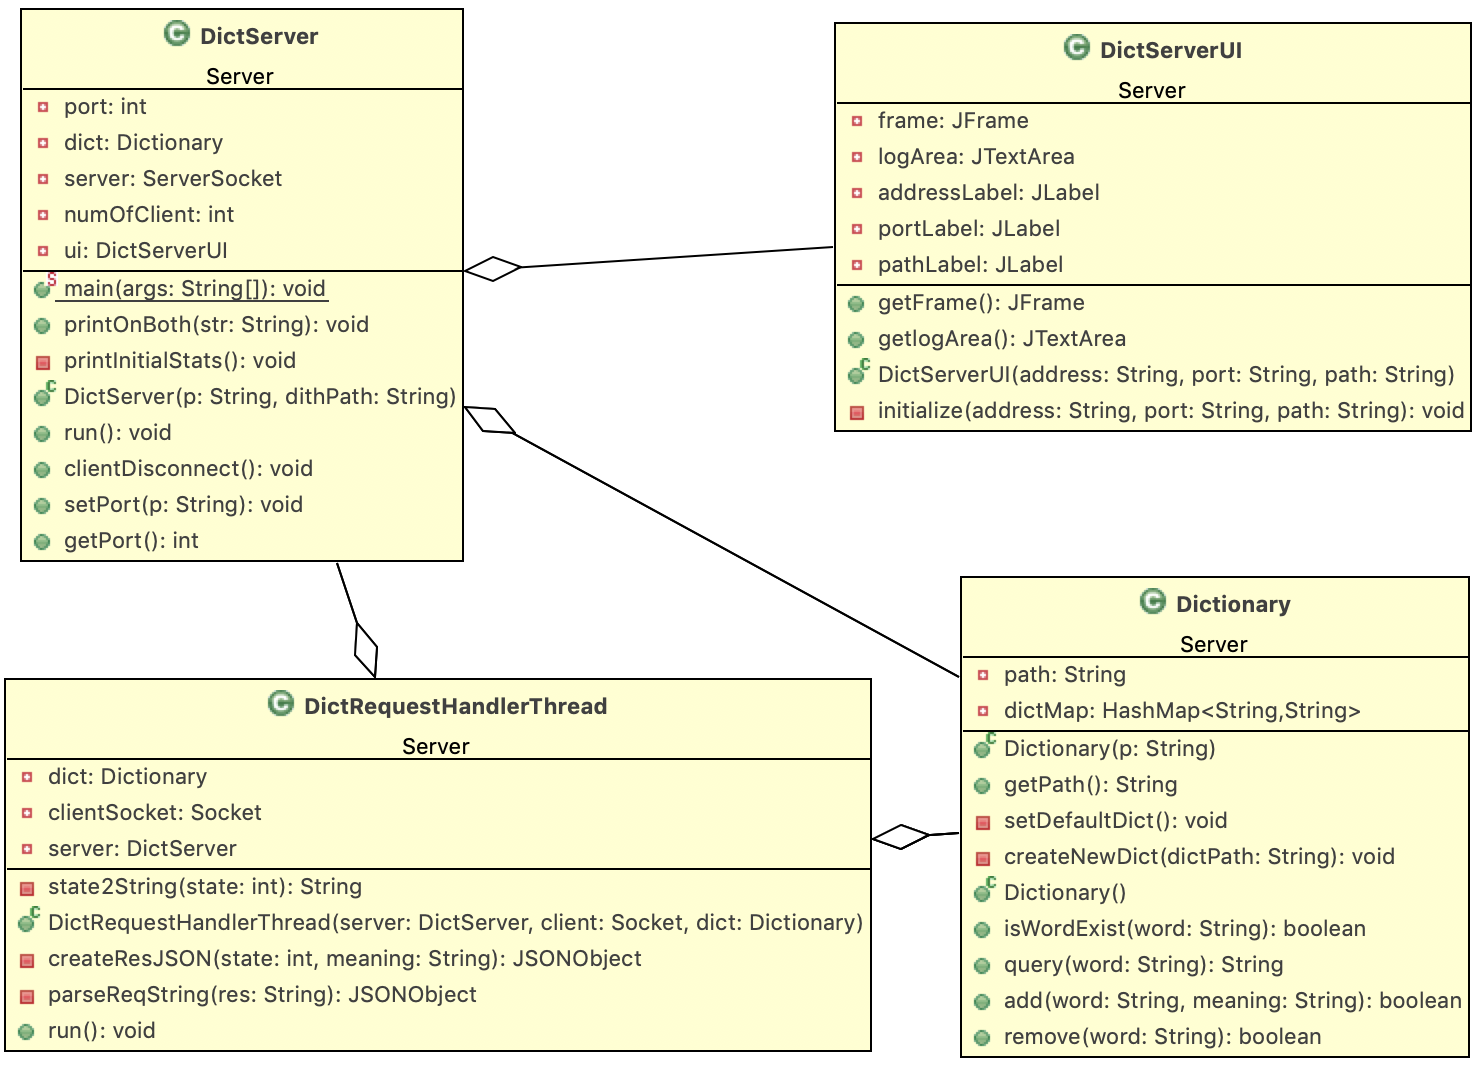 DictServer
Server
port: int
dict: Dictionary
server: ServerSocket
numOfClient: int
ui: DictServerUI
main(args: String[]): void
printOnBoth(str: String): void
printInitialStats(): void
DictServer(p: String, dithPath: String)
run(): void
clientDisconnect(): void
setPort(p: String): void
getPort(): int
DictServerUI
Server
frame: JFrame
logArea: JTextArea
addressLabel: JLabel
portLabel: JLabel
pathLabel: JLabel
getFrame(): JFrame
getlogArea(): JTextArea
DictServerUI(address: String, port: String, path: String)
initialize(address: String, port: String, path: String): void
DictRequestHandlerThread
Server
dict: Dictionary
clientSocket: Socket
server: DictServer
state2String(state: int): String
DictRequestHandlerThread(server: DictServer, client: Socket, dict: Dictionary)
createResJSON(state: int, meaning: String): JSONObject
parseReqString(res: String): JSONObject
run(): void
Dictionary
Server
path: String
dictMap: HashMap<String,String>
Dictionary(p: String)
getPath(): String
setDefaultDict(): void
createNewDict(dictPath: String): void
Dictionary()
isWordExist(word: String): boolean
query(word: String): String
add(word: String, meaning: String): boolean
remove(word: String): boolean